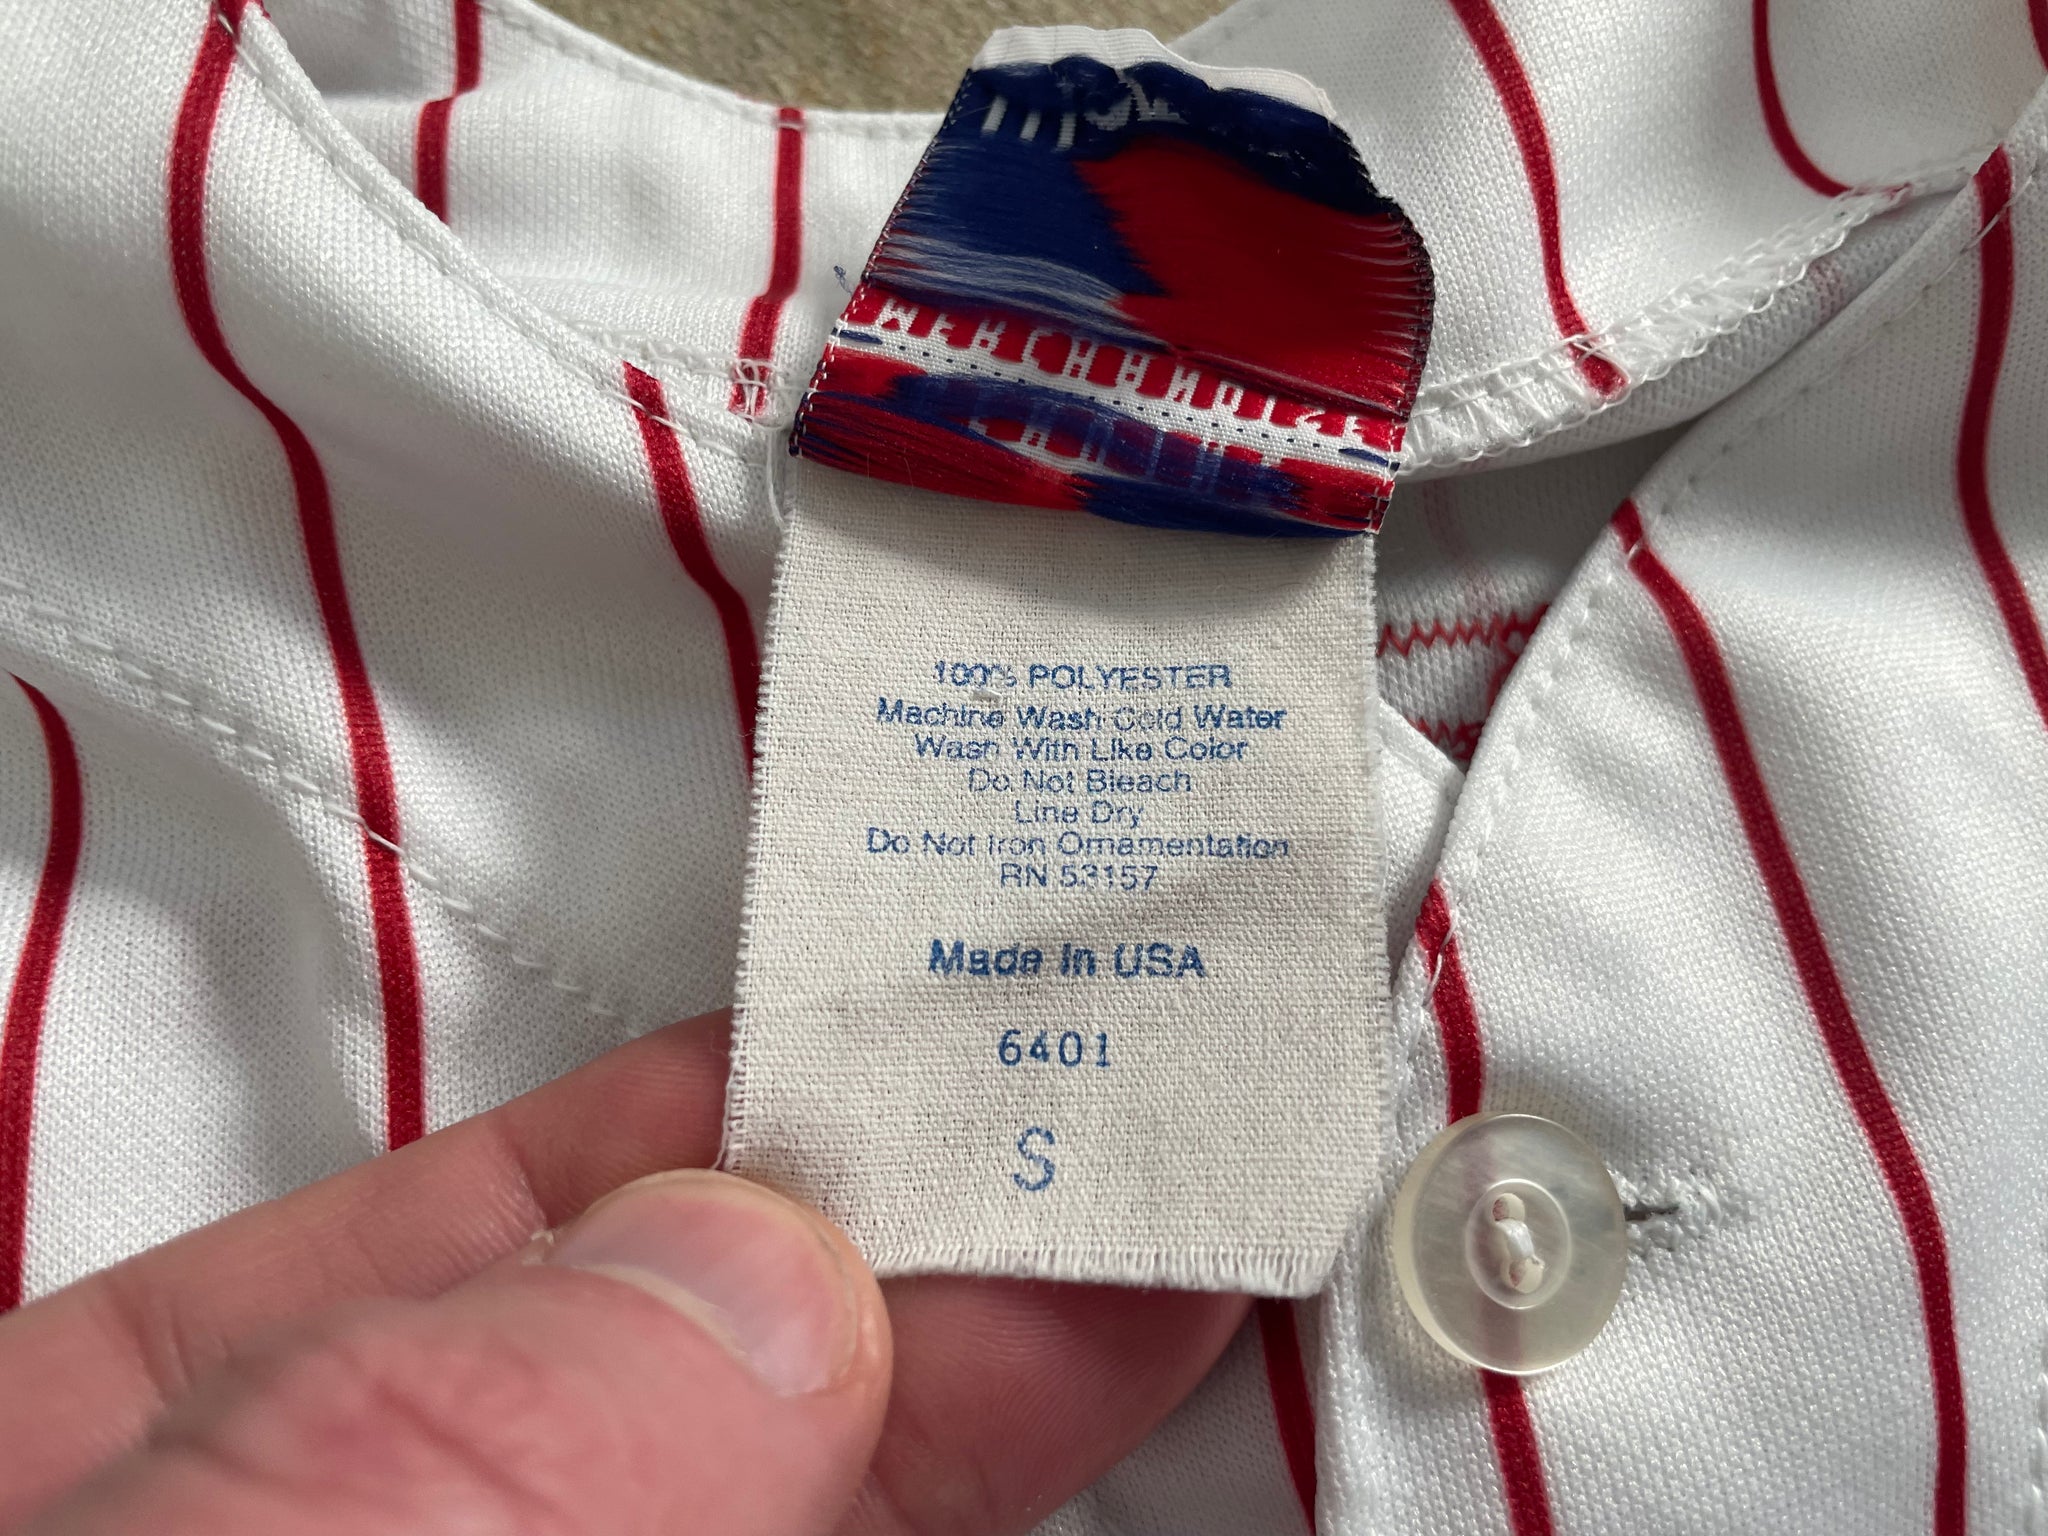 MERCHANDIZE
100% POLYESTER
Machine Wash Cold Water
Wash With Like Color
Do Not Bleach
Line Dry
Do Not Iron Ornamentation
RN 53157
Made In USA
6401
S